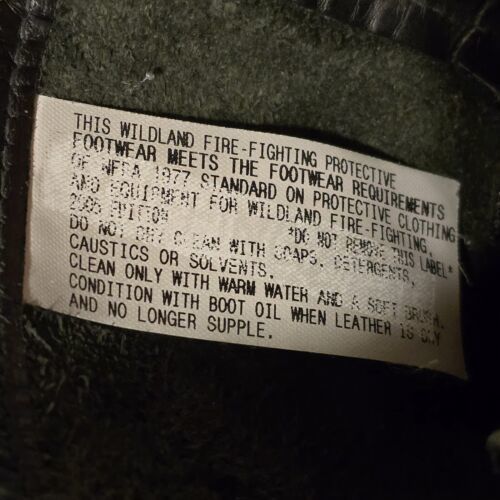 THIS WILDLAND FIRE-FIGHTING PROTECTIVE
FOOTWEAR MEETS THE FOOTWEAR REQUIREMENTS
OF NFPA 1977 STANDARD ON PROTECTIVE CLOTHING
AND EQUIPMENT FOR WILDLAND FIRE-FIGHTING,
2005 EDITION *DO NOT REMOVE THIS LABEL*
DO NOT DRY CLEAN WITH SOAPS, DETERGENTS,
CAUSTICS OR SOLVENTS.
CLEAN ONLY WITH WARM WATER AND A SOFT BRUSH.
CONDITION WITH BOOT OIL WHEN LEATHER IS DRY
AND NO LONGER SUPPLE.